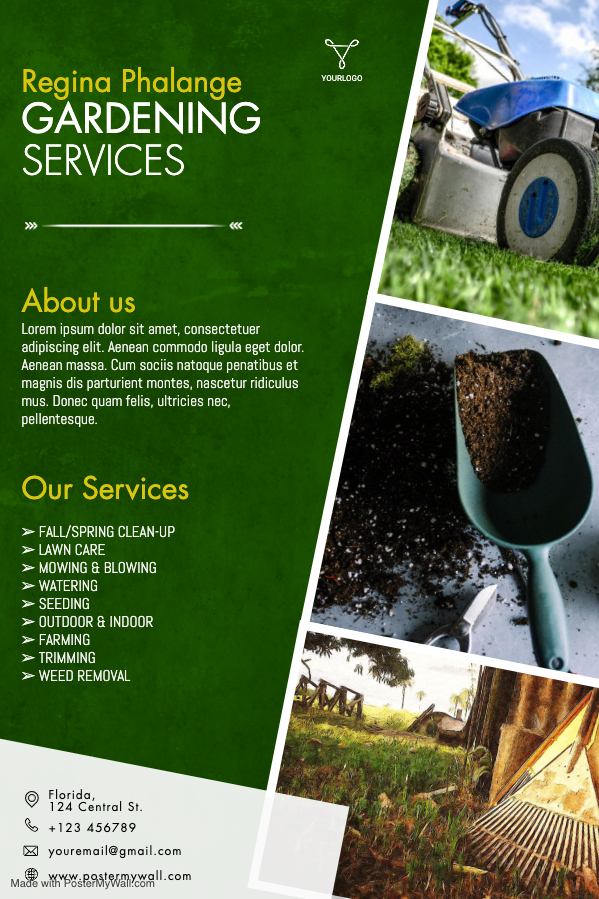 YOURLOGO
Regina Phalange
GARDENING
SERVICES
About us
Lorem ipsum dolor sit amet, consectetuer
adipiscing elit. Aenean commodo ligula eget dolor.
Aenean massa. Cum sociis natoque penatibus et
magnis dis parturient montes, nascetur ridiculus
mus. Donec quam felis, ultricies nec,
pellentesque.
Our Services
➢ FALL/SPRING CLEAN-UP
➢ LAWN CARE
➢ MOWING & BLOWING
➢ WATERING
➢ SEEDING
➢ OUTDOOR & INDOOR
➢ FARMING
➢ TRIMMING
➢ WEED REMOVAL
Florida,
124 Central St.
+123 456789
youremail@gmail.com
www.postermywall.com
Made with PosterMyWall.com